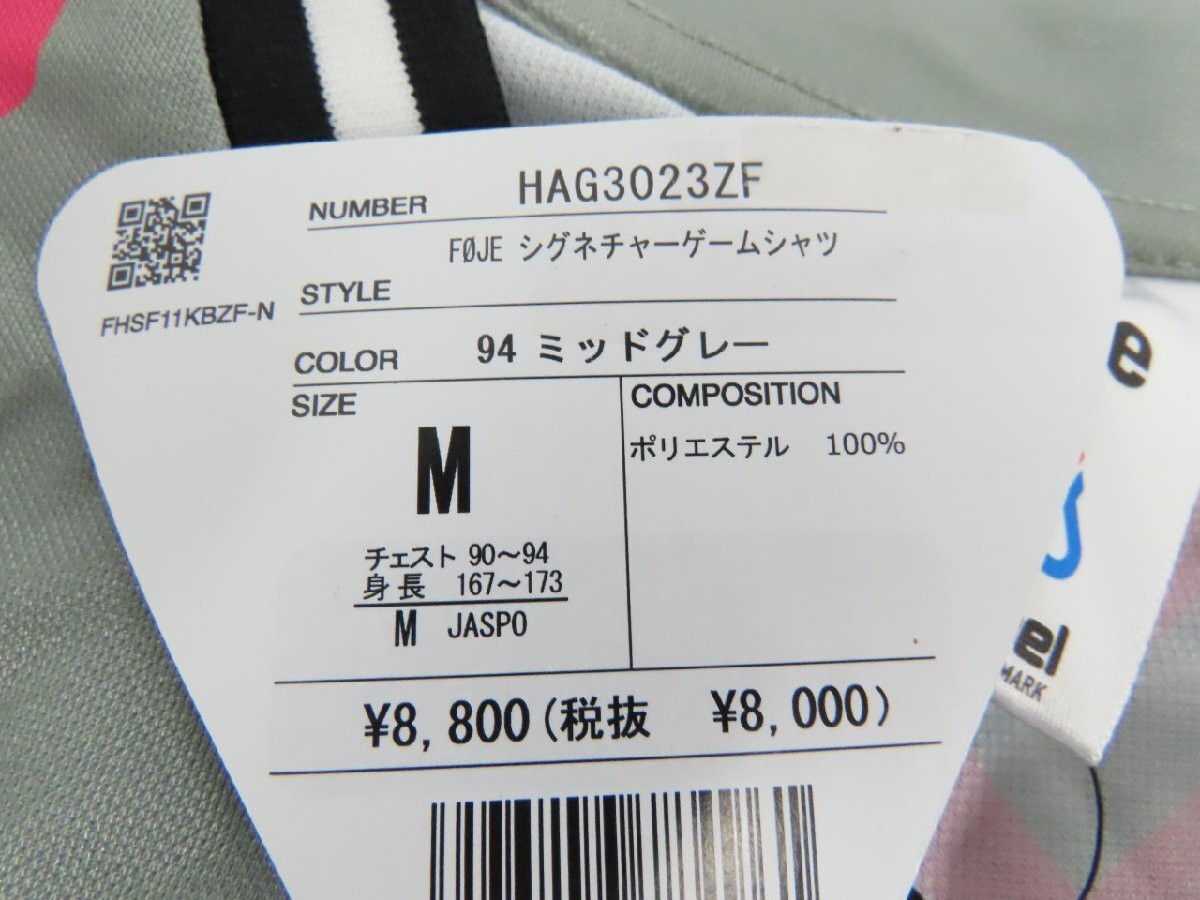 NUMBER HAG3023ZF
FØJE シグネチャーゲームシャツ
STYLE
FHSF11KBZF-N
COLOR 94 ミッドグレー
SIZE
COMPOSITION
M
ポリエステル 100%
チェスト 90～94
身長 167～173
M JASPO
¥8,800(税抜 ¥8,000)
e
el
MARK